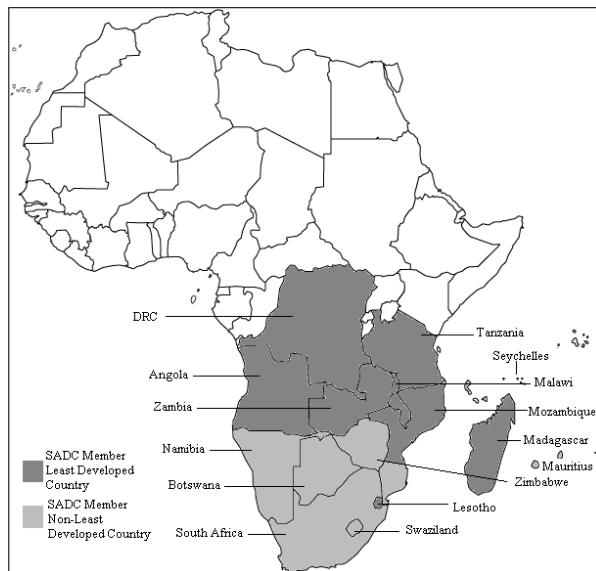 DRC
Tanzania
Seychelles
Angola
Malawi
Zambia
Mozambique
Madagascar
Namibia
SADC Member
Least Developed
Country
Mauritius
Zimbabwe
Botswana
SADC Member
Non-Least
Developed Country
Lesotho
South Africa
Swaziland